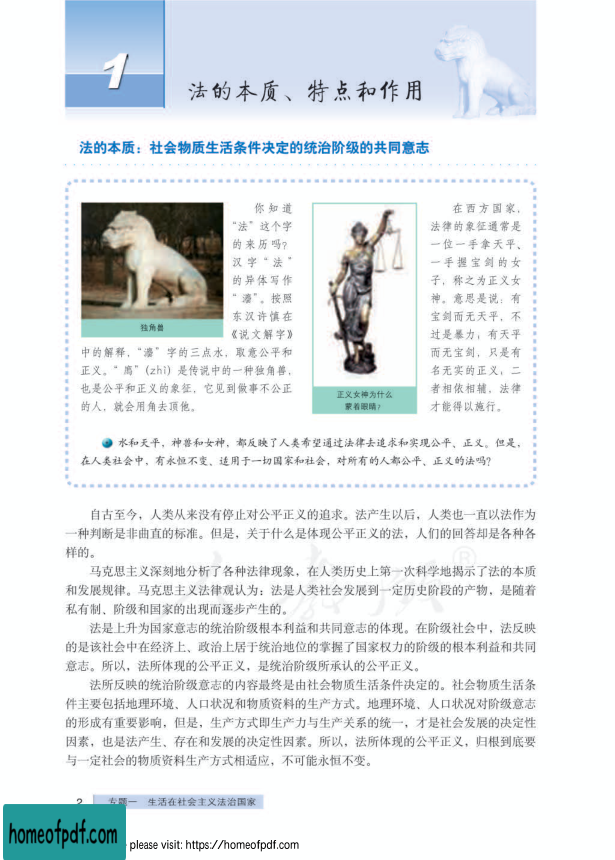 1
法的本质、特点和作用
法的本质：社会物质生活条件决定的统治阶级的共同意志
独角兽
你知道
“法”这个字
的来历吗？
汉字“法”
的异体写作
“灋”。按照
东汉许慎在
《说文解字》
中的解释，“灋”字的三点水，取意公平和
正义。“廌”(zhì) 是传说中的一种独角兽，
也是公平和正义的象征，它见到做事不公正
的人，就会用角去顶他。
正义女神为什么
蒙着眼睛？
在西方国家，
法律的象征通常是
一位一手拿天平、
一手握宝剑的女
子，称之为正义女
神。意思是说：有
宝剑而无天平，不
过是暴力；有天平
而无宝剑，只是有
名无实的正义；二
者相依相辅，法律
才能得以施行。
水和天平，神兽和女神，都反映了人类希望通过法律去追求和实现公平、正义。但是，
在人类社会中，有永恒不变、适用于一切国家和社会，对所有的人都公平、正义的法吗？
自古至今，人类从来没有停止对公平正义的追求。法产生以后，人类也一直以法作为
一种判断是非曲直的标准。但是，关于什么是体现公平正义的法，人们的回答却是各种各
样的。
马克思主义深刻地分析了各种法律现象，在人类历史上第一次科学地揭示了法的本质
和发展规律。马克思主义法律观认为：法是人类社会发展到一定历史阶段的产物，是随着
私有制、阶级和国家的出现而逐步产生的。
法是上升为国家意志的统治阶级根本利益和共同意志的体现。在阶级社会中，法反映
的是该社会中在经济上、政治上居于统治地位的掌握了国家权力的阶级的根本利益和共同
意志。所以，法所体现的公平正义，是统治阶级所承认的公平正义。
法所反映的统治阶级意志的内容最终是由社会物质生活条件决定的。社会物质生活条
件主要包括地理环境、人口状况和物质资料的生产方式。地理环境、人口状况对阶级意志
的形成有重要影响，但是，生产方式即生产力与生产关系的统一，才是社会发展的决定性
因素，也是法产生、存在和发展的决定性因素。所以，法所体现的公平正义，归根到底要
与一定社会的物质资料生产方式相适应，不可能永恒不变。
2 专题一 生活在社会主义法治国家
homeofpdf.com
please visit: https://homeofpdf.com